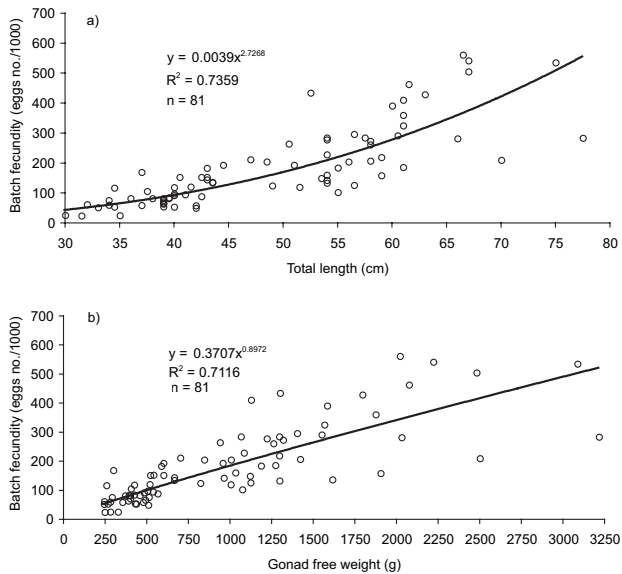 a)
y = 0.0039x^2.7268
R² = 0.7359
n = 81
Batch fecundity (eggs no./1000)
700
600
500
400
300
200
100
0
30 35 40 45 50 55 60 65 70 75 80
Total length (cm)
b)
y = 0.3707x^0.8972
R² = 0.7116
n = 81
Batch fecundity (eggs no./1000)
700
600
500
400
300
200
100
0
0 250 500 750 1000 1250 1500 1750 2000 2250 2500 2750 3000 3250
Gonad free weight (g)